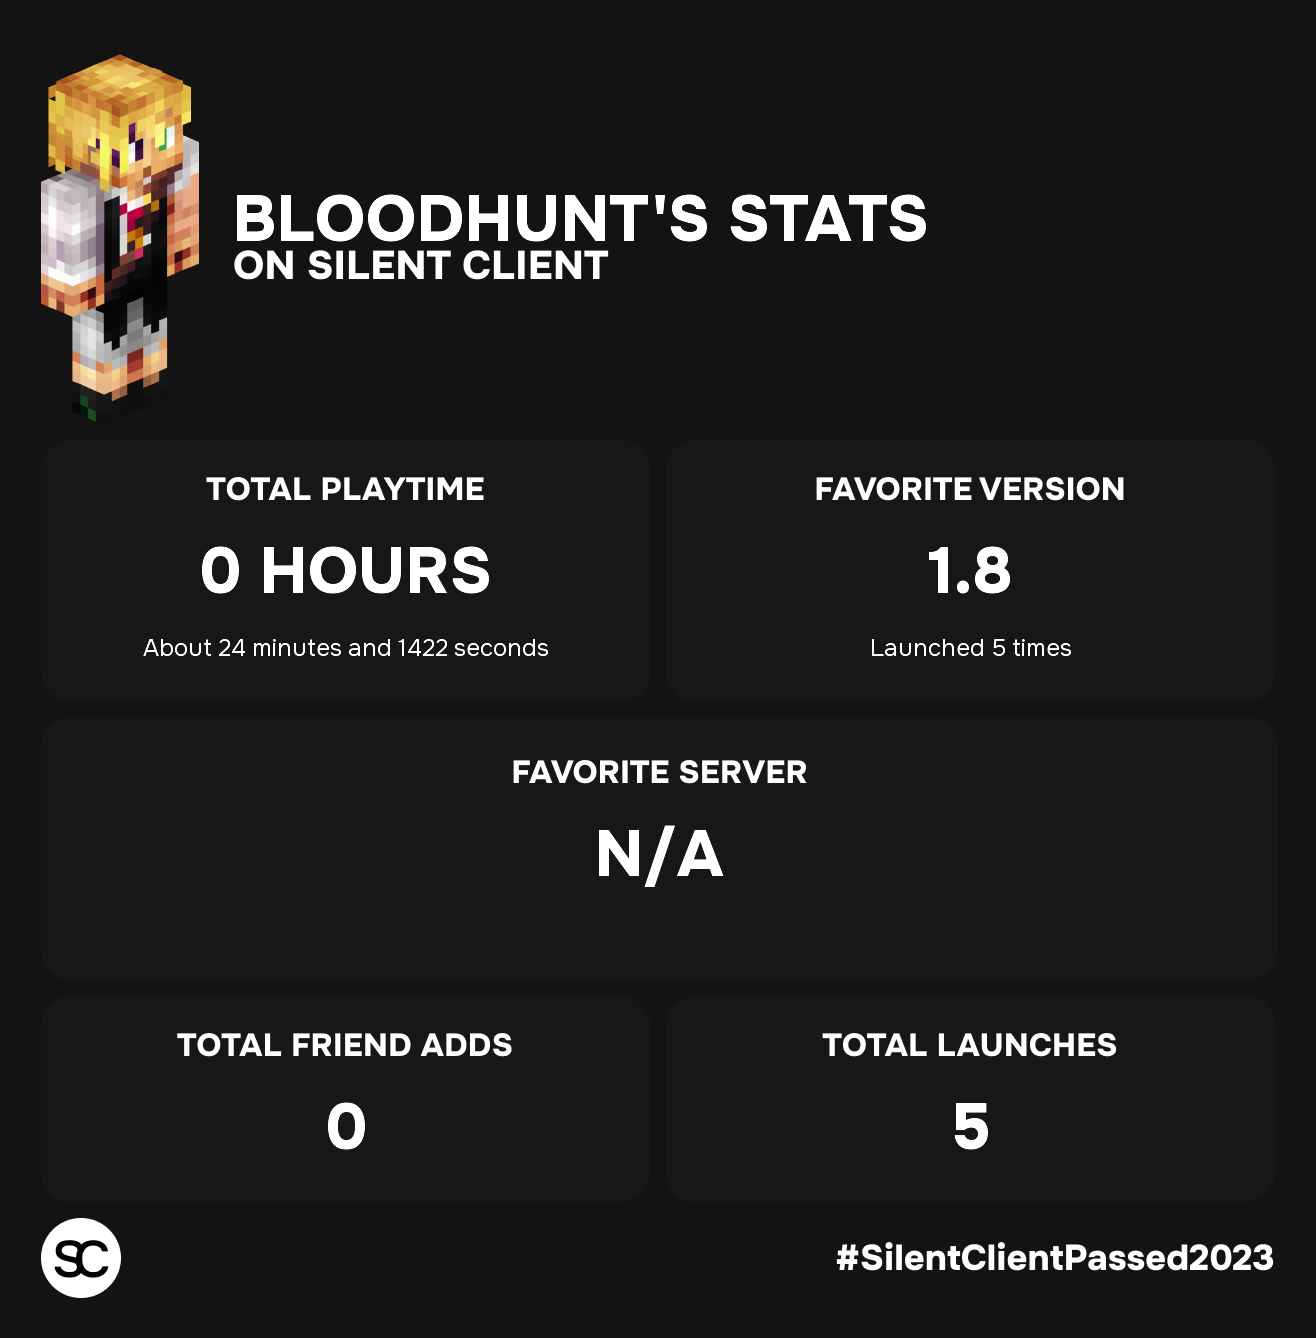 BLOODHUNT'S STATS
ON SILENT CLIENT
TOTAL PLAYTIME
0 HOURS
About 24 minutes and 1422 seconds
FAVORITE VERSION
1.8
Launched 5 times
FAVORITE SERVER
N/A
TOTAL FRIEND ADDS
0
TOTAL LAUNCHES
5
SC
#SilentClientPassed2023